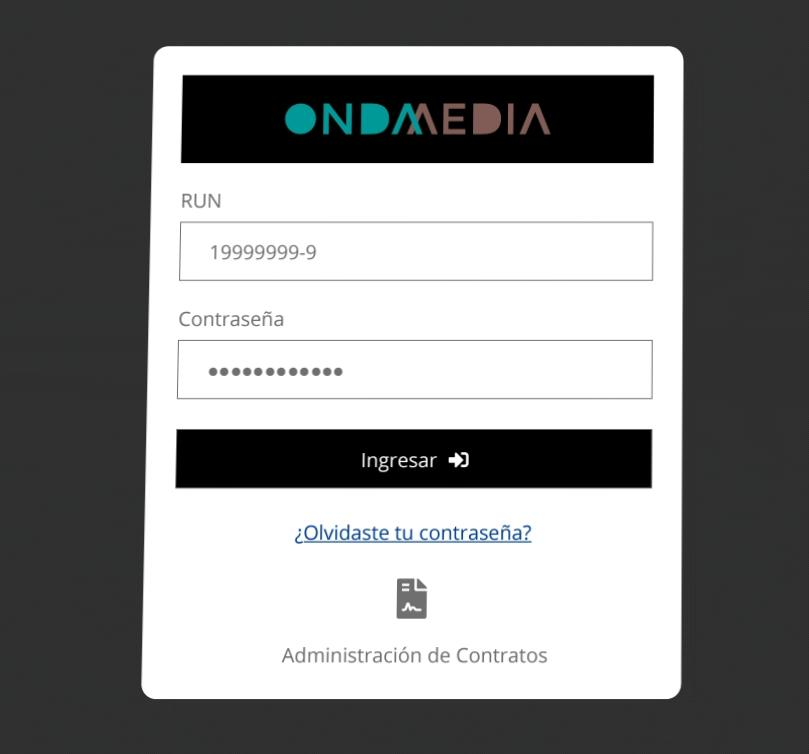 ONDAMEDIA
RUN
19999999-9
Contraseña
••••••••••••
Ingresar
¿Olvidaste tu contraseña?
Administración de Contratos